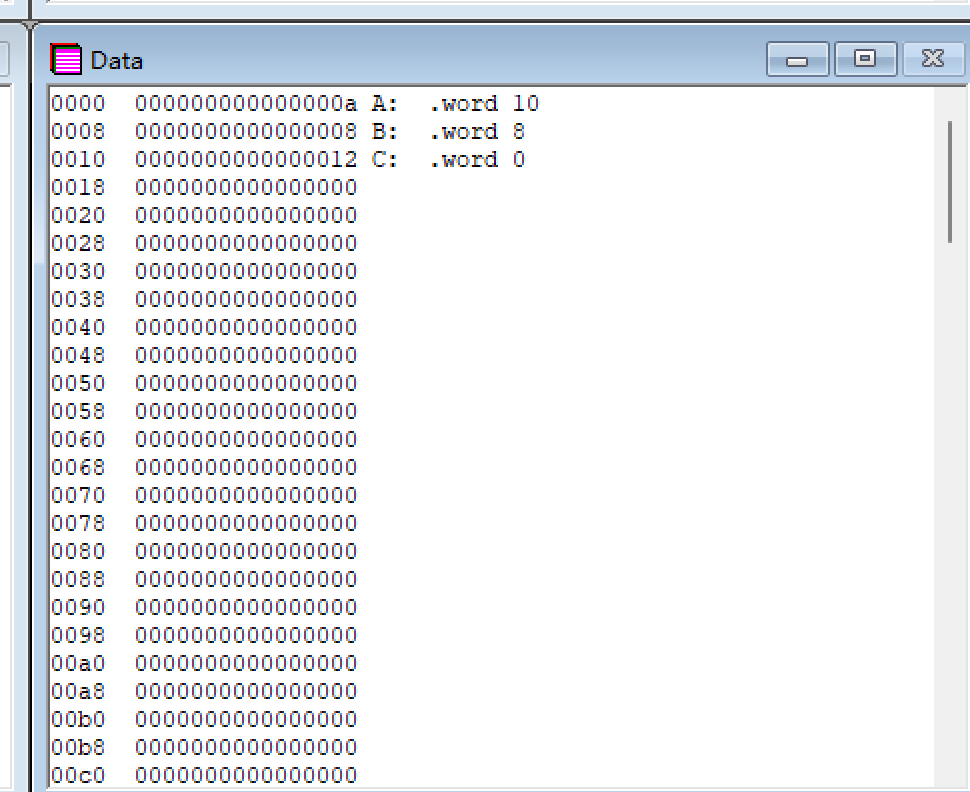 Data
0000  000000000000000a A:  .word 10
0008  0000000000000008 B:  .word 8
0010  0000000000000012 C:  .word 0
0018  0000000000000000
0020  0000000000000000
0028  0000000000000000
0030  0000000000000000
0038  0000000000000000
0040  0000000000000000
0048  0000000000000000
0050  0000000000000000
0058  0000000000000000
0060  0000000000000000
0068  0000000000000000
0070  0000000000000000
0078  0000000000000000
0080  0000000000000000
0088  0000000000000000
0090  0000000000000000
0098  0000000000000000
00a0  0000000000000000
00a8  0000000000000000
00b0  0000000000000000
00b8  0000000000000000
00c0  0000000000000000